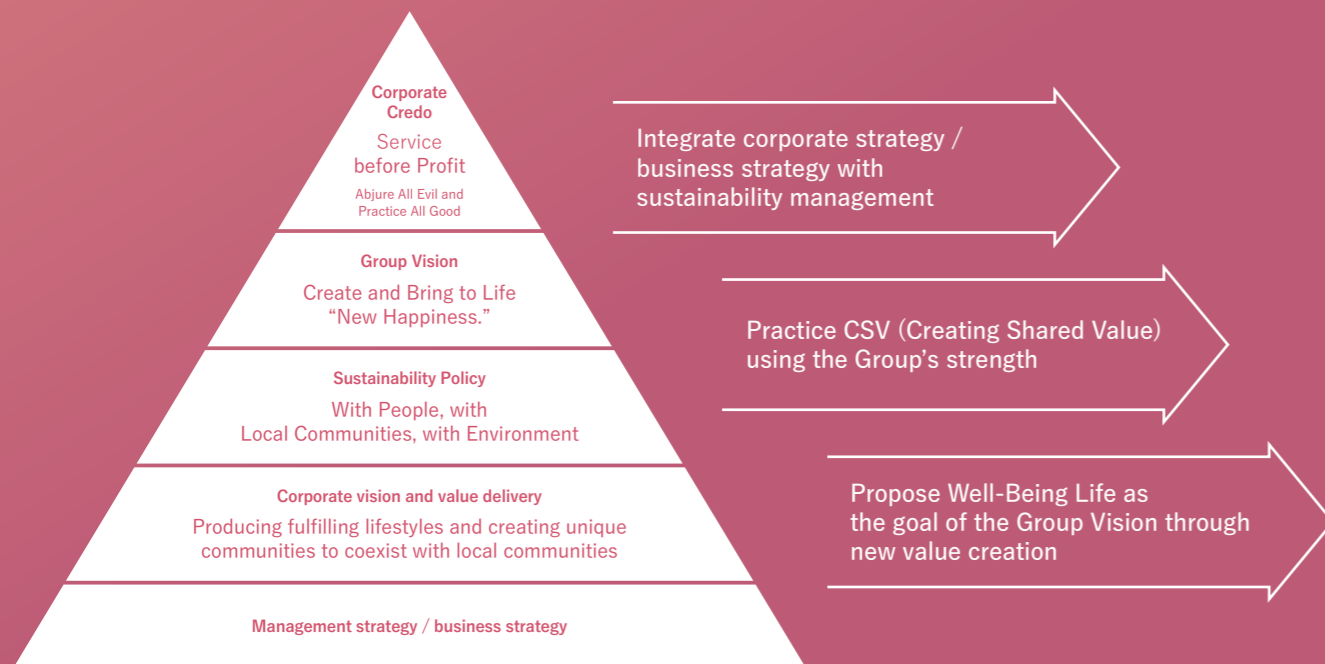 Corporate
Credo
Service
before Profit
Abjure All Evil and
Practice All Good
Group Vision
Create and Bring to Life
“New Happiness.”
Sustainability Policy
With People, with
Local Communities, with Environment
Corporate vision and value delivery
Producing fulfilling lifestyles and creating unique
communities to coexist with local communities
Management strategy / business strategy
Integrate corporate strategy /
business strategy with
sustainability management
Practice CSV (Creating Shared Value)
using the Group’s strength
Propose Well-Being Life as
the goal of the Group Vision through
new value creation